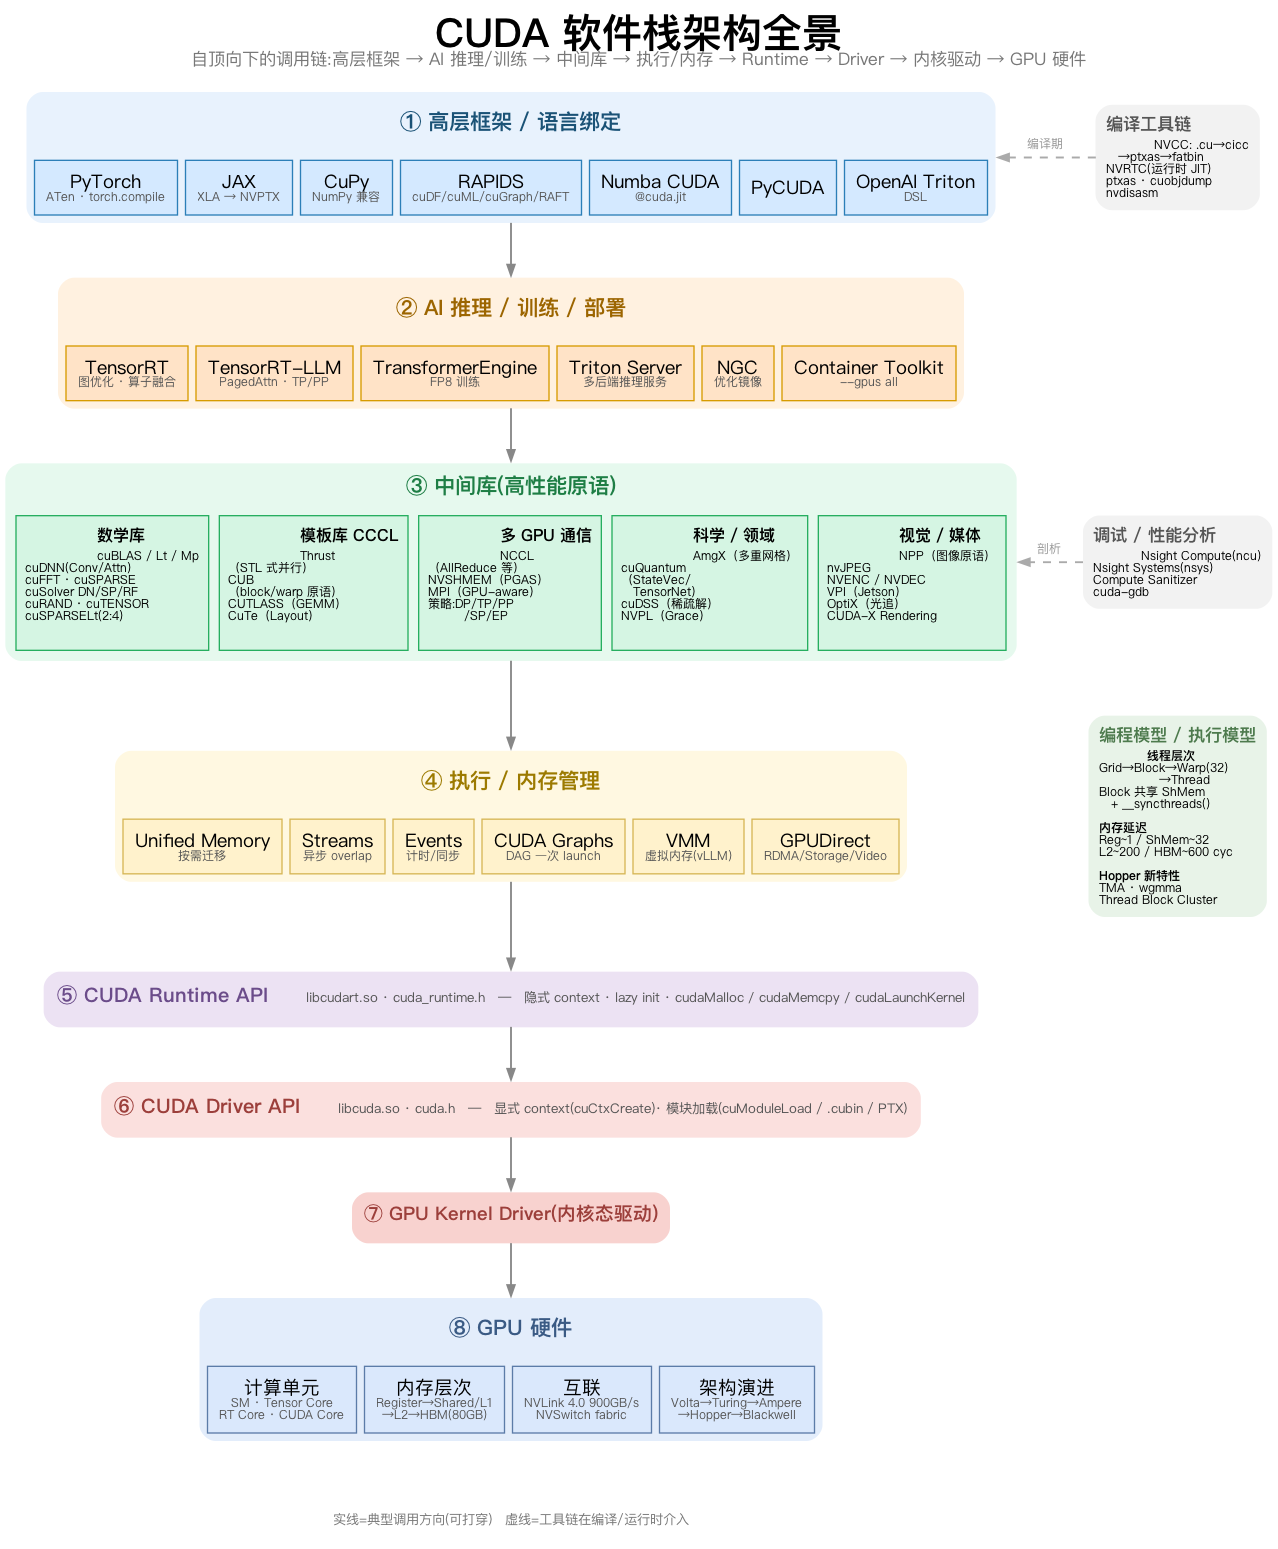 CUDA 软件栈架构全景
自顶向下的调用链:高层框架 → AI 推理/训练 → 中间库 → 执行/内存 → Runtime → Driver → 内核驱动 → GPU 硬件
① 高层框架 / 语言绑定
PyTorch
ATen · torch.compile
JAX
XLA → NVPTX
CuPy
NumPy 兼容
RAPIDS
cuDF/cuML/cuGraph/RAFT
Numba CUDA
@cuda.jit
PyCUDA
OpenAI Triton
DSL
编译期
编译工具链
NVCC: .cu→cicc
→ptxas→fatbin
NVRTC(运行时 JIT)
ptxas · cuobjdump
nvdisasm
② AI 推理 / 训练 / 部署
TensorRT
图优化 · 算子融合
TensorRT-LLM
PagedAttn · TP/PP
TransformerEngine
FP8 训练
Triton Server
多后端推理服务
NGC
优化镜像
Container Toolkit
--gpus all
③ 中间库(高性能原语)
数学库
cuBLAS / Lt / Mp
cuDNN(Conv/Attn)
cuFFT · cuSPARSE
cuSolver DN/SP/RF
cuRAND · cuTENSOR
cuSPARSELt(2:4)
模板库 CCCL
Thrust
(STL 式并行)
CUB
(block/warp 原语)
CUTLASS (GEMM)
CuTe (Layout)
多 GPU 通信
NCCL
(AllReduce 等)
NVSHMEM (PGAS)
MPI (GPU-aware)
策略:DP/TP/PP
/SP/EP
科学 / 领域
AmgX (多重网格)
cuQuantum
(StateVec/
TensorNet)
cuDSS (稀疏解)
NVPL (Grace)
视觉 / 媒体
NPP (图像原语)
nvJPEG
NVENC / NVDEC
VPI (Jetson)
OptiX (光追)
CUDA-X Rendering
剖析
调试 / 性能分析
Nsight Compute(ncu)
Nsight Systems(nsys)
Compute Sanitizer
cuda-gdb
编程模型 / 执行模型
线程层次
Grid→Block→Warp(32)
→Thread
Block 共享 ShMem
+ __syncthreads()
内存延迟
Reg~1 / ShMem~32
L2~200 / HBM~600 cyc
Hopper 新特性
TMA · wgmma
Thread Block Cluster
④ 执行 / 内存管理
Unified Memory
按需迁移
Streams
异步 overlap
Events
计时/同步
CUDA Graphs
DAG 一次 launch
VMM
虚拟内存(vLLM)
GPUDirect
RDMA/Storage/Video
⑤ CUDA Runtime API libcudart.so · cuda_runtime.h — 隐式 context · lazy init · cudaMalloc / cudaMemcpy / cudaLaunchKernel
⑥ CUDA Driver API libcuda.so · cuda.h — 显式 context(cuCtxCreate)· 模块加载(cuModuleLoad / .cubin / PTX)
⑦ GPU Kernel Driver(内核态驱动)
⑧ GPU 硬件
计算单元
SM · Tensor Core
RT Core · CUDA Core
内存层次
Register→Shared/L1
→L2→HBM(80GB)
互联
NVLink 4.0 900GB/s
NVSwitch fabric
架构演进
Volta→Turing→Ampere
→Hopper→Blackwell
实线=典型调用方向(可打穿) 虚线=工具链在编译/运行时介入